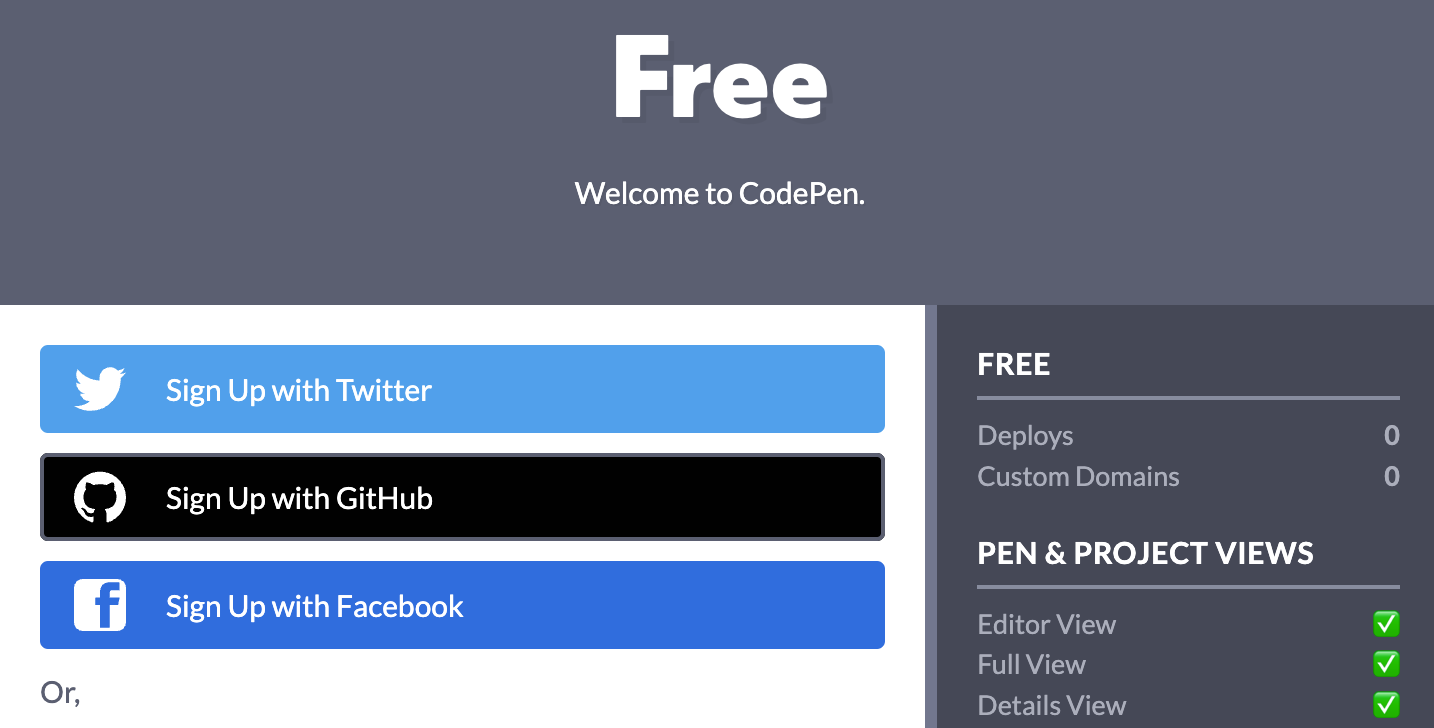 Free
Welcome to CodePen.
Sign Up with Twitter
Sign Up with GitHub
Sign Up with Facebook
Or,
FREE
Deploys 0
Custom Domains 0
PEN & PROJECT VIEWS
Editor View ✅
Full View ✅
Details View ✅